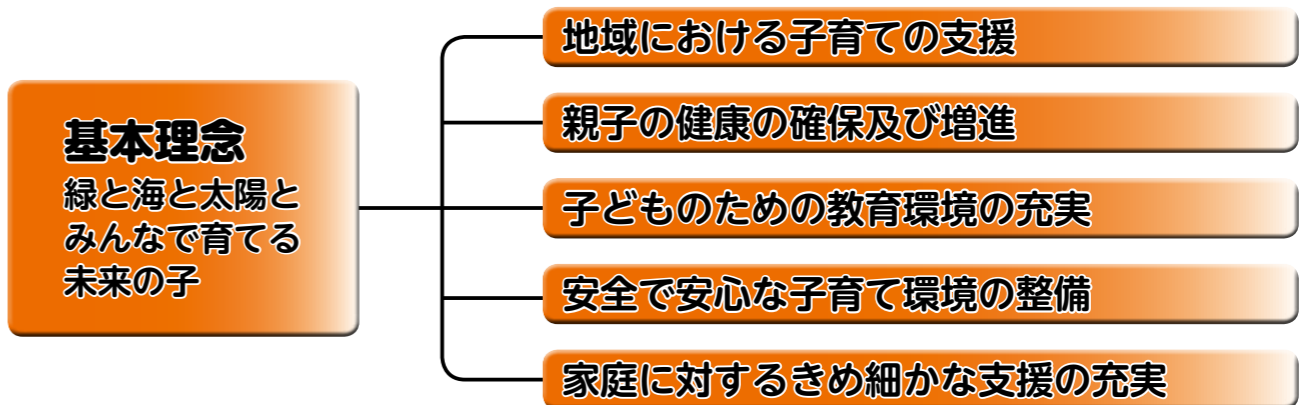 基本理念
緑と海と太陽と
みんなで育てる
未来の子
地域における子育ての支援
親子の健康の確保及び増進
子どものための教育環境の充実
安全で安心な子育て環境の整備
家庭に対するきめ細かな支援の充実